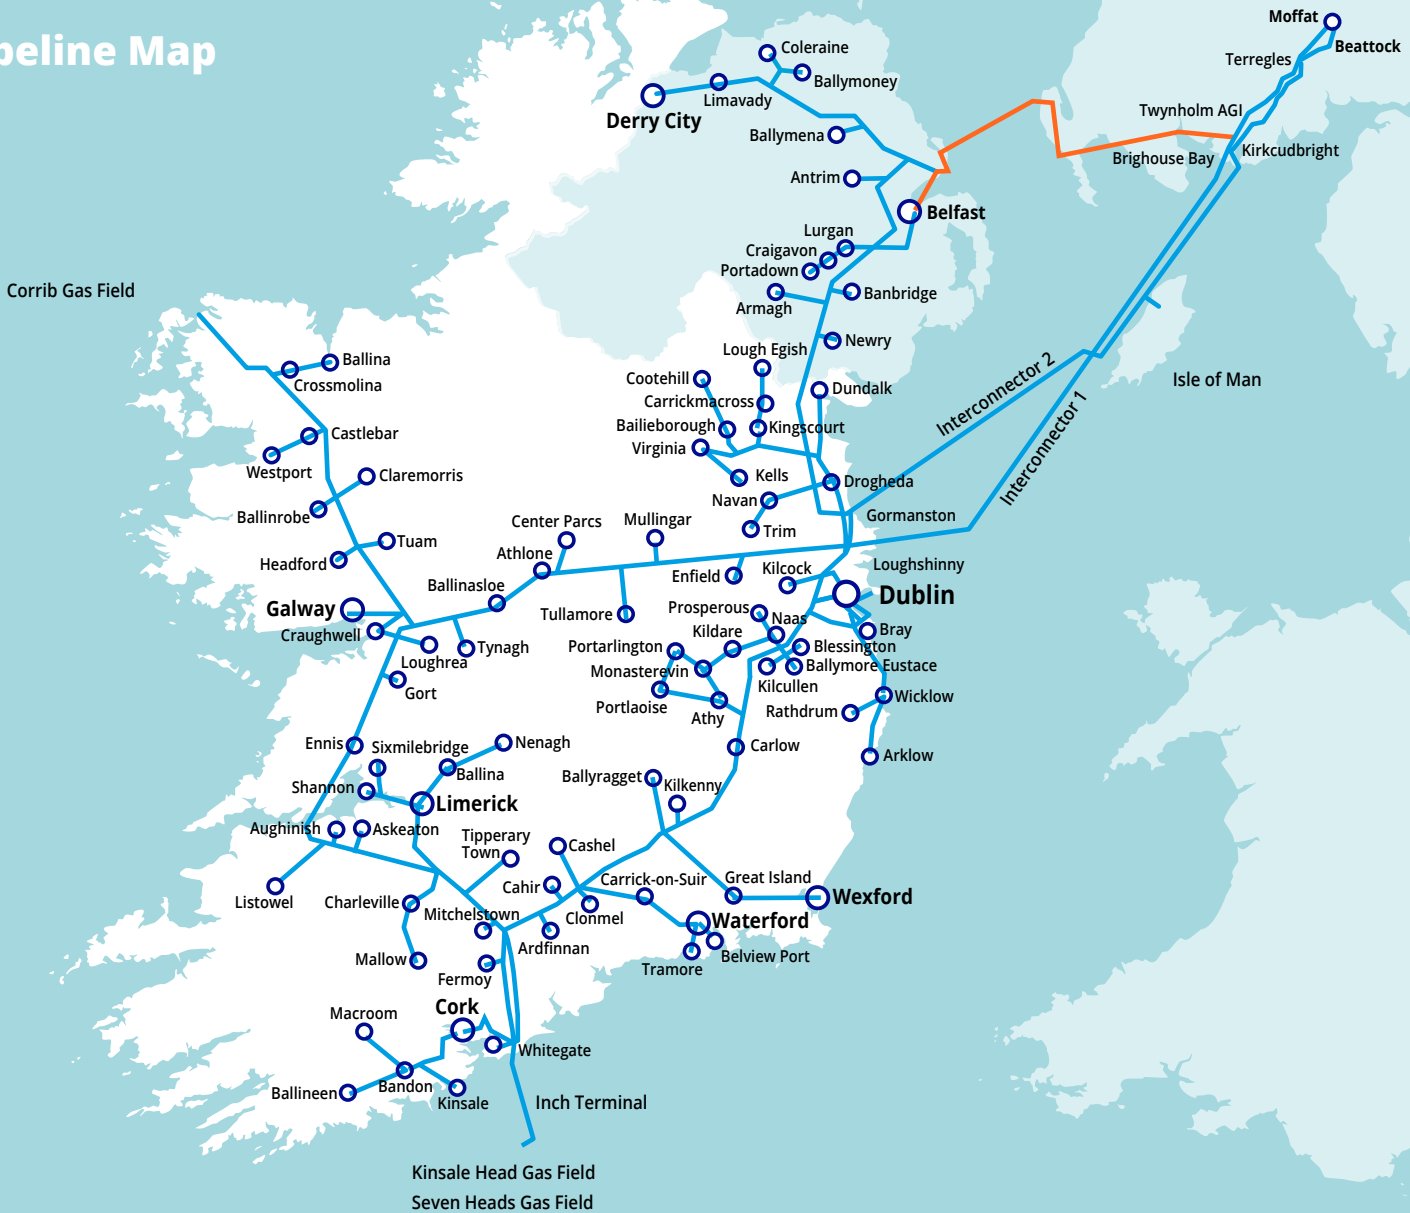 peline Map
Moffat
Beattock
Terregles
Twynholm AGI
Kirkcudbright
Brighouse Bay
Coleraine
Ballymoney
Limavady
Derry City
Ballymena
Antrim
Belfast
Lurgan
Craigavon
Portadown
Banbridge
Armagh
Newry
Corrib Gas Field
Ballina
Crossmolina
Lough Egish
Cootehill
Carrickmacross
Dundalk
Isle of Man
Interconnector 2
Interconnector 1
Bailieborough
Kingscourt
Virginia
Castlebar
Westport
Claremorris
Kells
Drogheda
Navan
Ballinrobe
Gormanston
Center Parcs
Mullingar
Trim
Tuam
Headford
Athlone
Enfield
Kilcock
Loughshinny
Ballinasloe
Dublin
Galway
Tullamore
Prosperous
Naas
Craughwell
Kildare
Bray
Loughrea
Tynagh
Portarlington
Blessington
Monasterevin
Ballymore Eustace
Kilcullen
Gort
Portlaoise
Athy
Rathdrum
Wicklow
Ennis
Sixmilebridge
Nenagh
Carlow
Arklow
Ballina
Shannon
Ballyragget
Kilkenny
Limerick
Aughinish
Askeaton
Tipperary
Town
Cashel
Listowel
Charleville
Cahir
Carrick-on-Suir
Great Island
Wexford
Mitchelstown
Clonmel
Waterford
Ardfinnan
Mallow
Fermoy
Tramore
Belview Port
Macroom
Cork
Whitegate
Ballineen
Bandon
Kinsale
Inch Terminal
Kinsale Head Gas Field
Seven Heads Gas Field